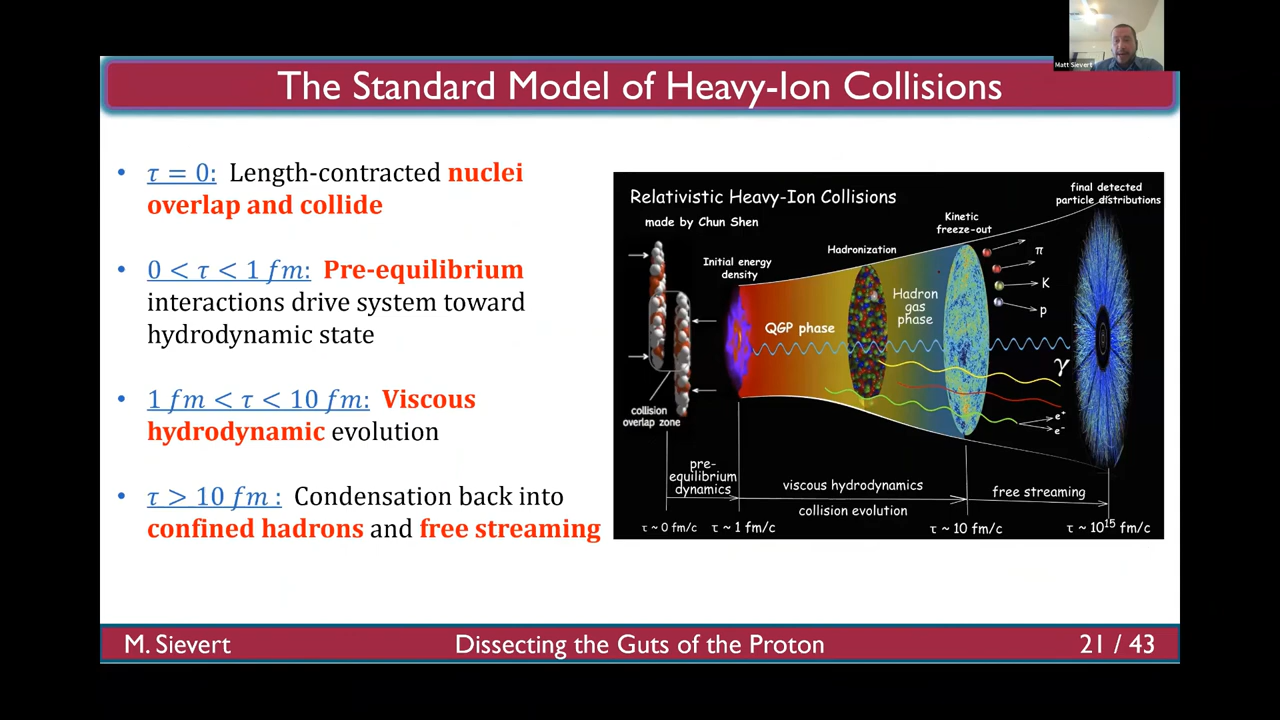 Matt Sievert
The Standard Model of Heavy-Ion Collisions
• τ = 0: Length-contracted nuclei
overlap and collide
• 0 < τ < 1 fm: Pre-equilibrium
interactions drive system toward
hydrodynamic state
• 1 fm < τ < 10 fm: Viscous
hydrodynamic evolution
• τ > 10 fm : Condensation back into
confined hadrons and free streaming
Relativistic Heavy-Ion Collisions
made by Chun Shen
final detected
particle distributions
Kinetic
freeze-out
Hadronization
Initial energy
density
π
K
p
Hadron
gas
phase
QGP phase
γ
e+
e-
collision
overlap zone
pre-
equilibrium
dynamics
viscous hydrodynamics
collision evolution
free streaming
τ ~ 0 fm/c
τ ~ 1 fm/c
τ ~ 10 fm/c
τ ~ 10¹⁵ fm/c
M. Sievert
Dissecting the Guts of the Proton
21 / 43